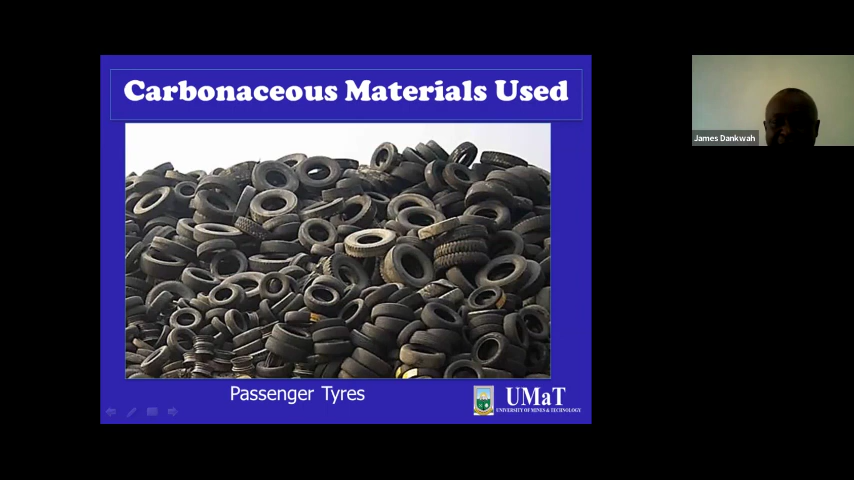 Carbonaceous Materials Used
James Dankwah
Passenger Tyres
UMaT
UNIVERSITY OF MINES & TECHNOLOGY